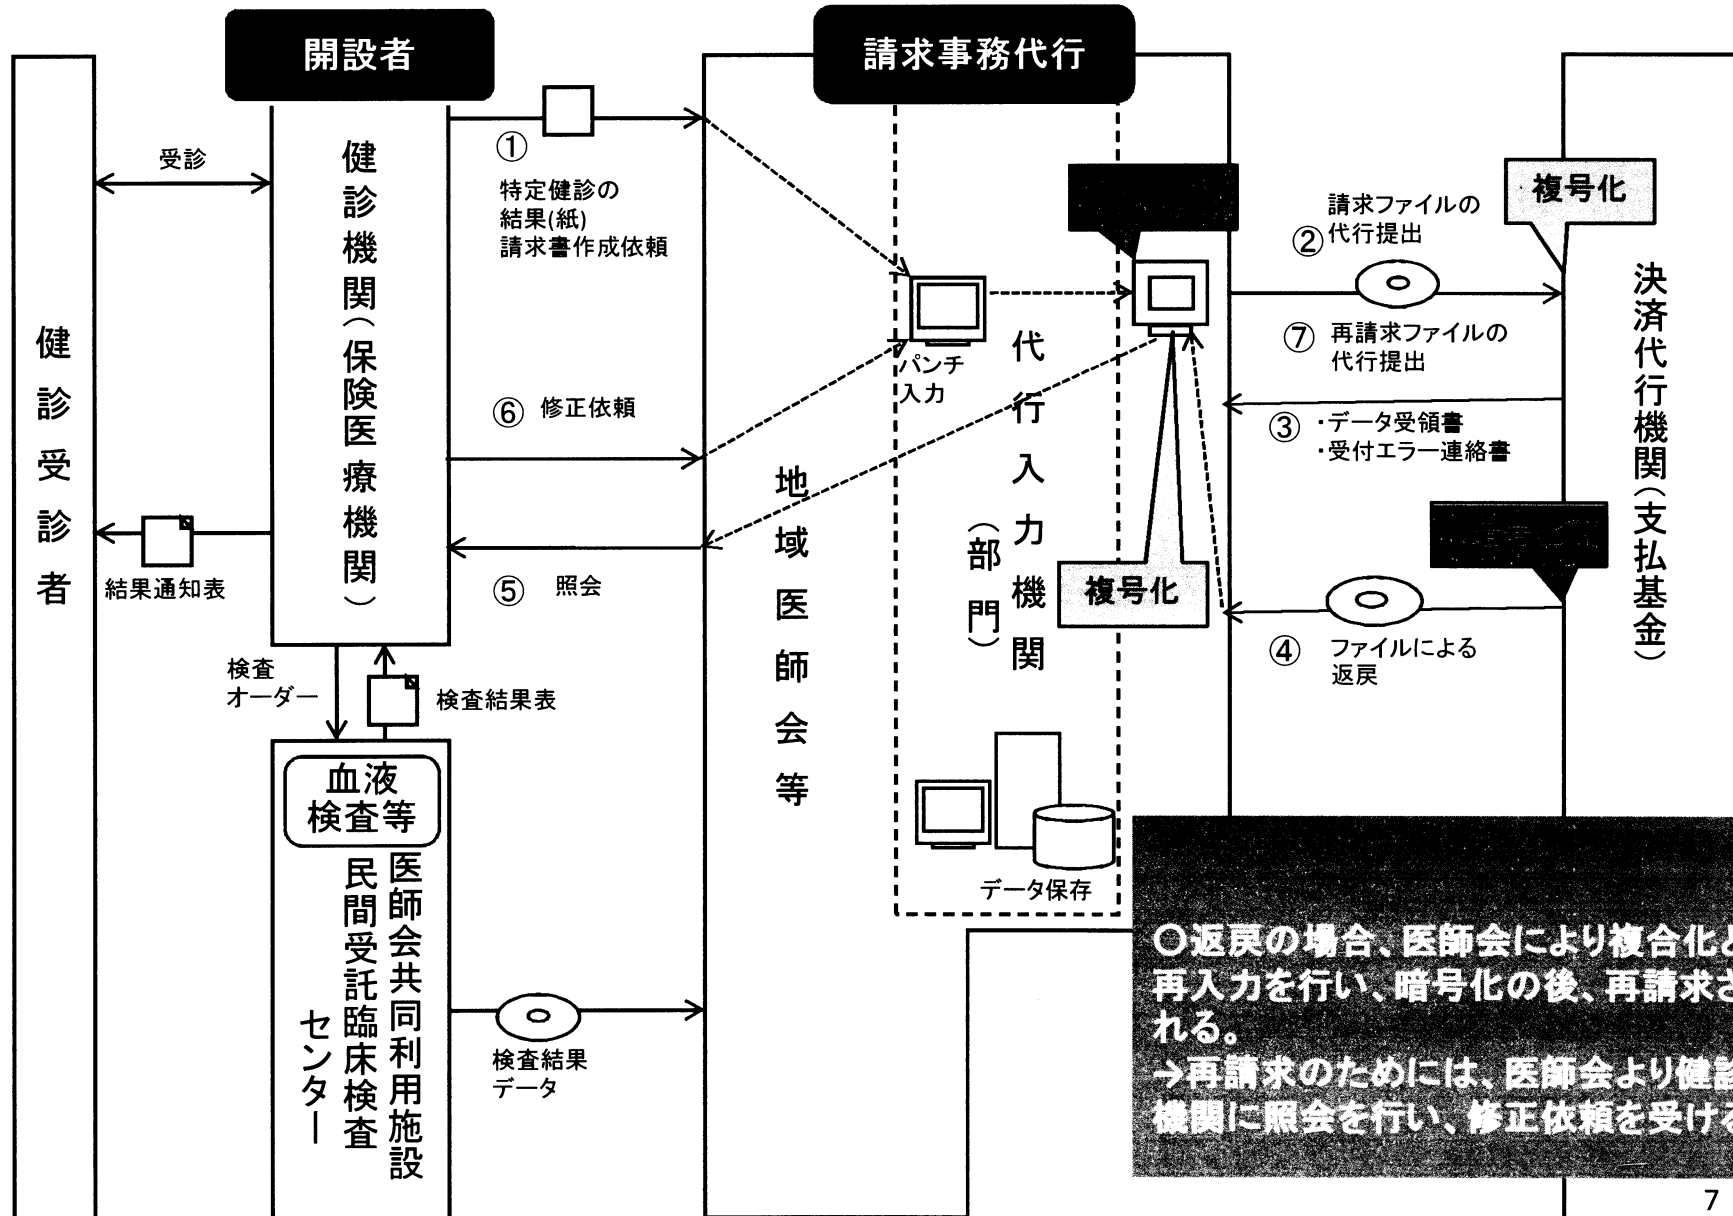 開設者
請求事務代行
健診受診者
受診
健診機関(保険医療機関)
①
特定健診の
結果(紙)
請求書作成依頼
⑥ 修正依頼
⑤ 照会
結果通知表
検査
オーダー
検査結果表
血液
検査等
医師会共同利用施設
民間受託臨床検査
センター
検査結果
データ
地域医師会等
パンチ
入力
代行入力機関
(部門)
複号化
データ保存
② 請求ファイルの
代行提出
⑦ 再請求ファイルの
代行提出
③ ・データ受領書
・受付エラー連絡書
④ ファイルによる
返戻
複号化
決済代行機関(支払基金)
○返戻の場合、医師会により複合化と
再入力を行い、暗号化の後、再請求さ
れる。
→再請求のためには、医師会より健診
機関に照会を行い、修正依頼を受ける
7